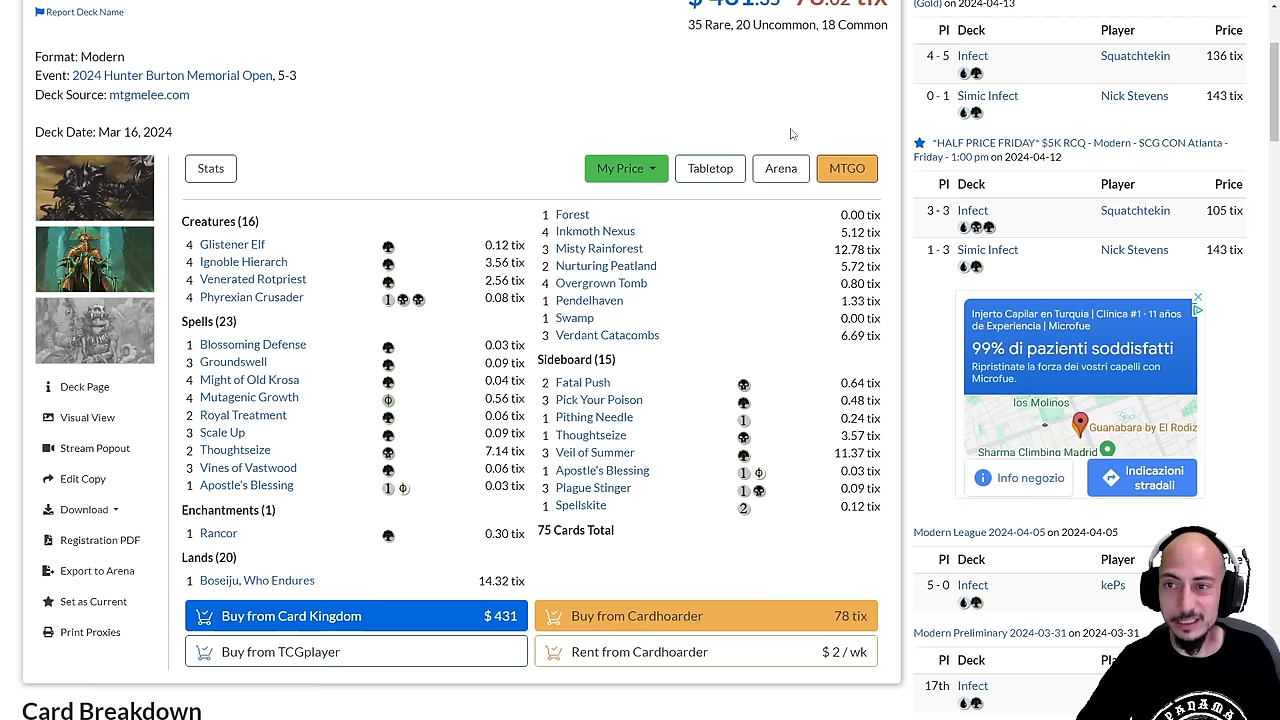 Report Deck Name
35 Rare, 20 Uncommon, 18 Common
Format: Modern
Event: 2024 Hunter Burton Memorial Open, 5-3
Deck Source: mtgmelee.com
Deck Date: Mar 16, 2024
Stats
My Price
Tabletop
Arena
MTGO
Creatures (16)
4 Glistener Elf 0.12 tix
4 Ignoble Hierarch 3.56 tix
4 Venerated Rotpriest 2.56 tix
4 Phyrexian Crusader 1 0.08 tix
Spells (23)
1 Blossoming Defense 0.03 tix
3 Groundswell 0.09 tix
4 Might of Old Krosa 0.04 tix
4 Mutagenic Growth 0.56 tix
2 Royal Treatment 0.06 tix
3 Scale Up 0.09 tix
2 Thoughtseize 7.14 tix
3 Vines of Vastwood 0.06 tix
1 Apostle's Blessing 1 0.03 tix
Enchantments (1)
1 Rancor 0.30 tix
Lands (20)
1 Boseiju, Who Endures 14.32 tix
1 Forest 0.00 tix
4 Inkmoth Nexus 5.12 tix
3 Misty Rainforest 12.78 tix
2 Nurturing Peatland 5.72 tix
4 Overgrown Tomb 0.80 tix
1 Pendelhaven 1.33 tix
1 Swamp 0.00 tix
3 Verdant Catacombs 6.69 tix
Sideboard (15)
2 Fatal Push 0.64 tix
3 Pick Your Poison 0.48 tix
1 Pithing Needle 1 0.24 tix
1 Thoughtseize 3.57 tix
3 Veil of Summer 11.37 tix
1 Apostle's Blessing 1 0.03 tix
3 Plague Stinger 1 0.09 tix
1 Spellskite 2 0.12 tix
75 Cards Total
Deck Page
Visual View
Stream Popout
Edit Copy
Download
Registration PDF
Export to Arena
Set as Current
Print Proxies
Buy from Card Kingdom $ 431
Buy from Cardhoarder 78 tix
Buy from TCGplayer
Rent from Cardhoarder $ 2 / wk
Card Breakdown
(Gold) on 2024-04-13
Pl Deck Player Price
4 - 5 Infect Squatchtekin 136 tix
0 - 1 Simic Infect Nick Stevens 143 tix
*HALF PRICE FRIDAY* $5K RCQ - Modern - SCG CON Atlanta -
Friday - 1:00 pm on 2024-04-12
Pl Deck Player Price
3 - 3 Infect Squatchtekin 105 tix
1 - 3 Simic Infect Nick Stevens 143 tix
Injerto Capilar en Turquía | Clínica #1 · 11 años
de Experiencia | Microfue
99% di pazienti soddisfatti
Ripristinate la forza dei vostri capelli con
Microfue.
los Molinos
Guanabara by El Rodiz
Sharma Climbing Madrid
Info negozio
Indicazioni
stradali
Modern League 2024-04-05 on 2024-04-05
Pl Deck Player
5 - 0 Infect kePs
Modern Preliminary 2024-03-31 on 2024-03-31
Pl Deck
17th Infect